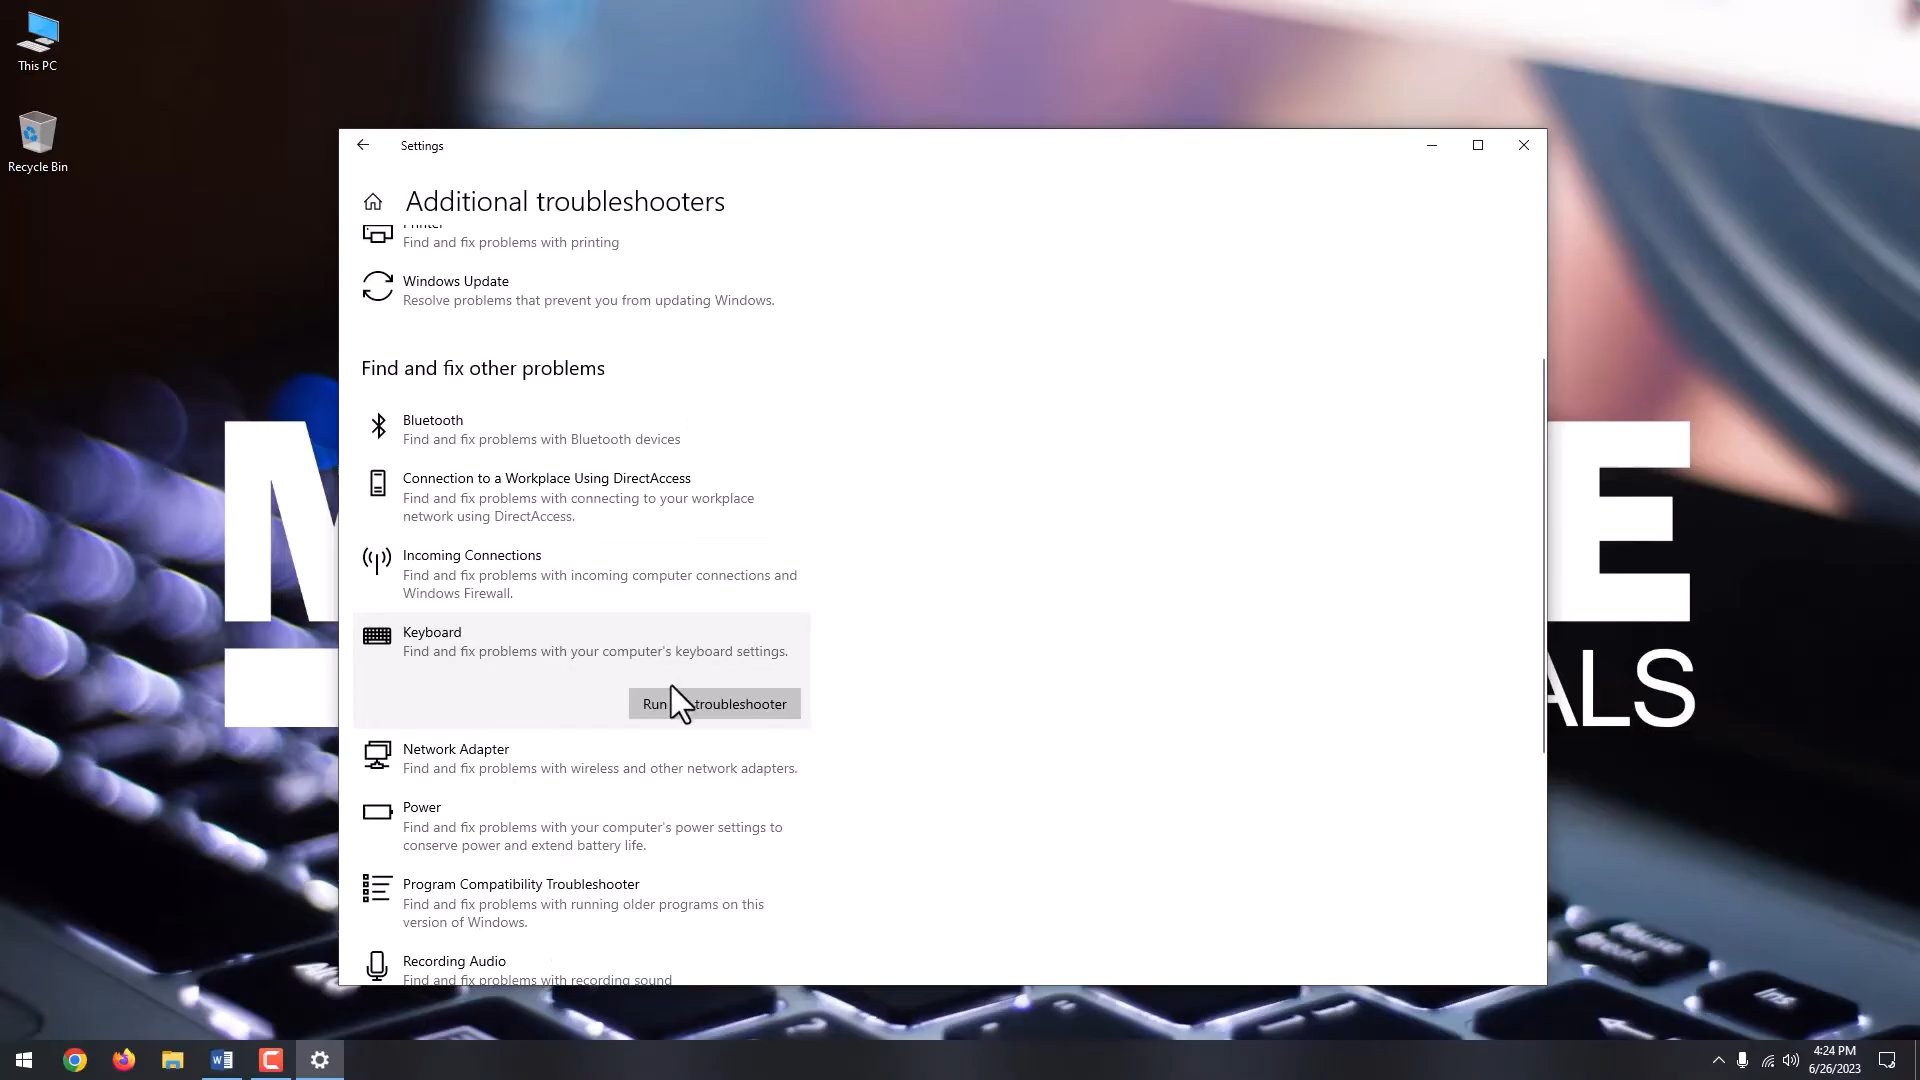 This PC
Recycle Bin
Settings
Additional troubleshooters
Printer
Find and fix problems with printing
Windows Update
Resolve problems that prevent you from updating Windows.
Find and fix other problems
Bluetooth
Find and fix problems with Bluetooth devices
Connection to a Workplace Using DirectAccess
Find and fix problems with connecting to your workplace
network using DirectAccess.
Incoming Connections
Find and fix problems with incoming computer connections and
Windows Firewall.
Keyboard
Find and fix problems with your computer's keyboard settings.
Run troubleshooter
Network Adapter
Find and fix problems with wireless and other network adapters.
Power
Find and fix problems with your computer's power settings to
conserve power and extend battery life.
Program Compatibility Troubleshooter
Find and fix problems with running older programs on this
version of Windows.
Recording Audio
Find and fix problems with recording sound
M
E
ALS
Pause
Break
Ins
4:24 PM
6/26/2023